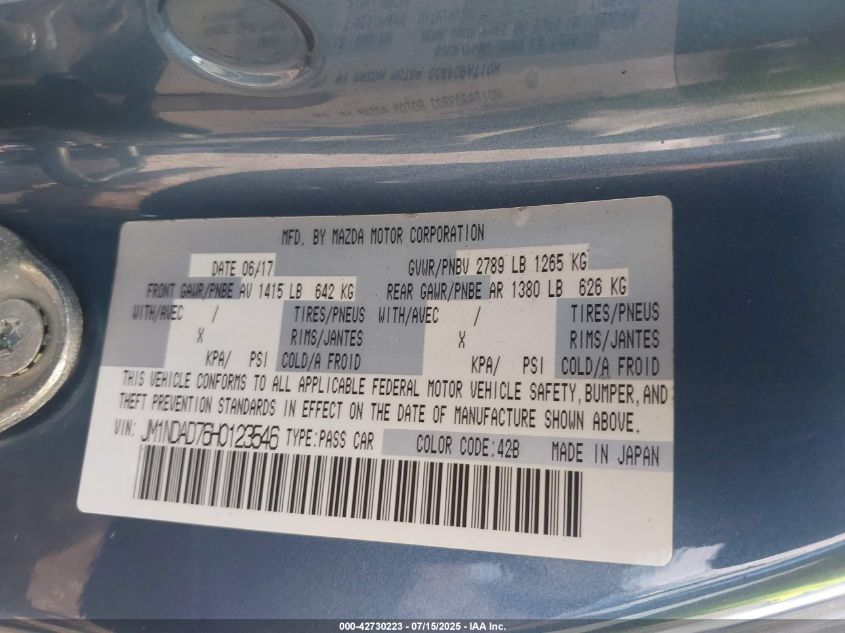 MFD. BY MAZDA MOTOR CORPORATION
DATE 06/17 GVWR/PNBV 2789 LB 1265 KG
FRONT GAWR/PNBE AV 1415 LB 642 KG REAR GAWR/PNBE AR 1380 LB 626 KG
WITH/AVEC / TIRES/PNEUS WITH/AVEC / TIRES/PNEUS
X RIMS/JANTES X RIMS/JANTES
KPA/ PSI COLD/A FROID KPA/ PSI COLD/A FROID
THIS VEHICLE CONFORMS TO ALL APPLICABLE FEDERAL MOTOR VEHICLE SAFETY, BUMPER, AND
THEFT PREVENTION STANDARDS IN EFFECT ON THE DATE OF MANUFACTURE SHOWN ABOVE.
VIN: JM1NDAD76H0123546 TYPE:PASS CAR COLOR CODE:42B MADE IN JAPAN
000-42730223 - 07/15/2025 - IAA Inc.